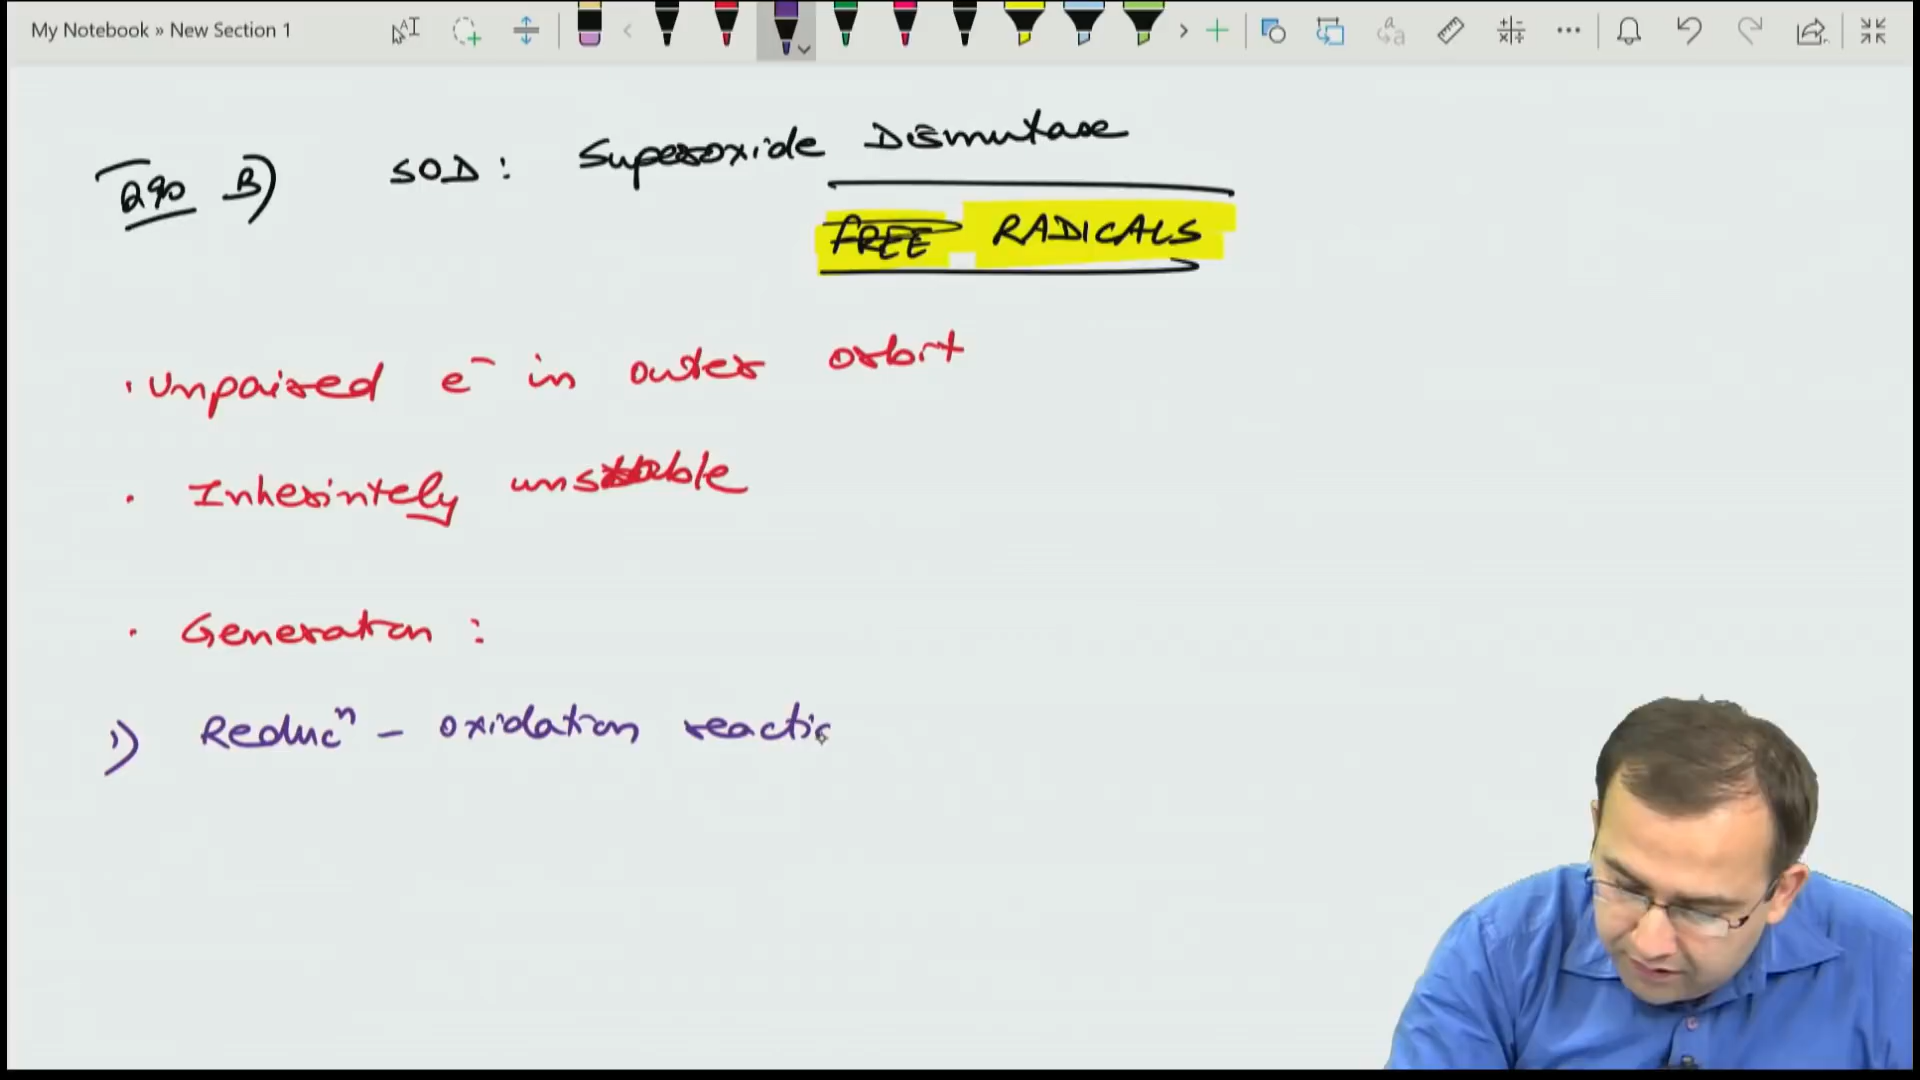 My Notebook » New Section 1
Q90 B) SOD: Superoxide Dismutase
FREE RADICALS
· Unpaired e⁻ in outer orbit
· Inherintely unstable
· Generation :
1) Reducⁿ - oxidation reactio